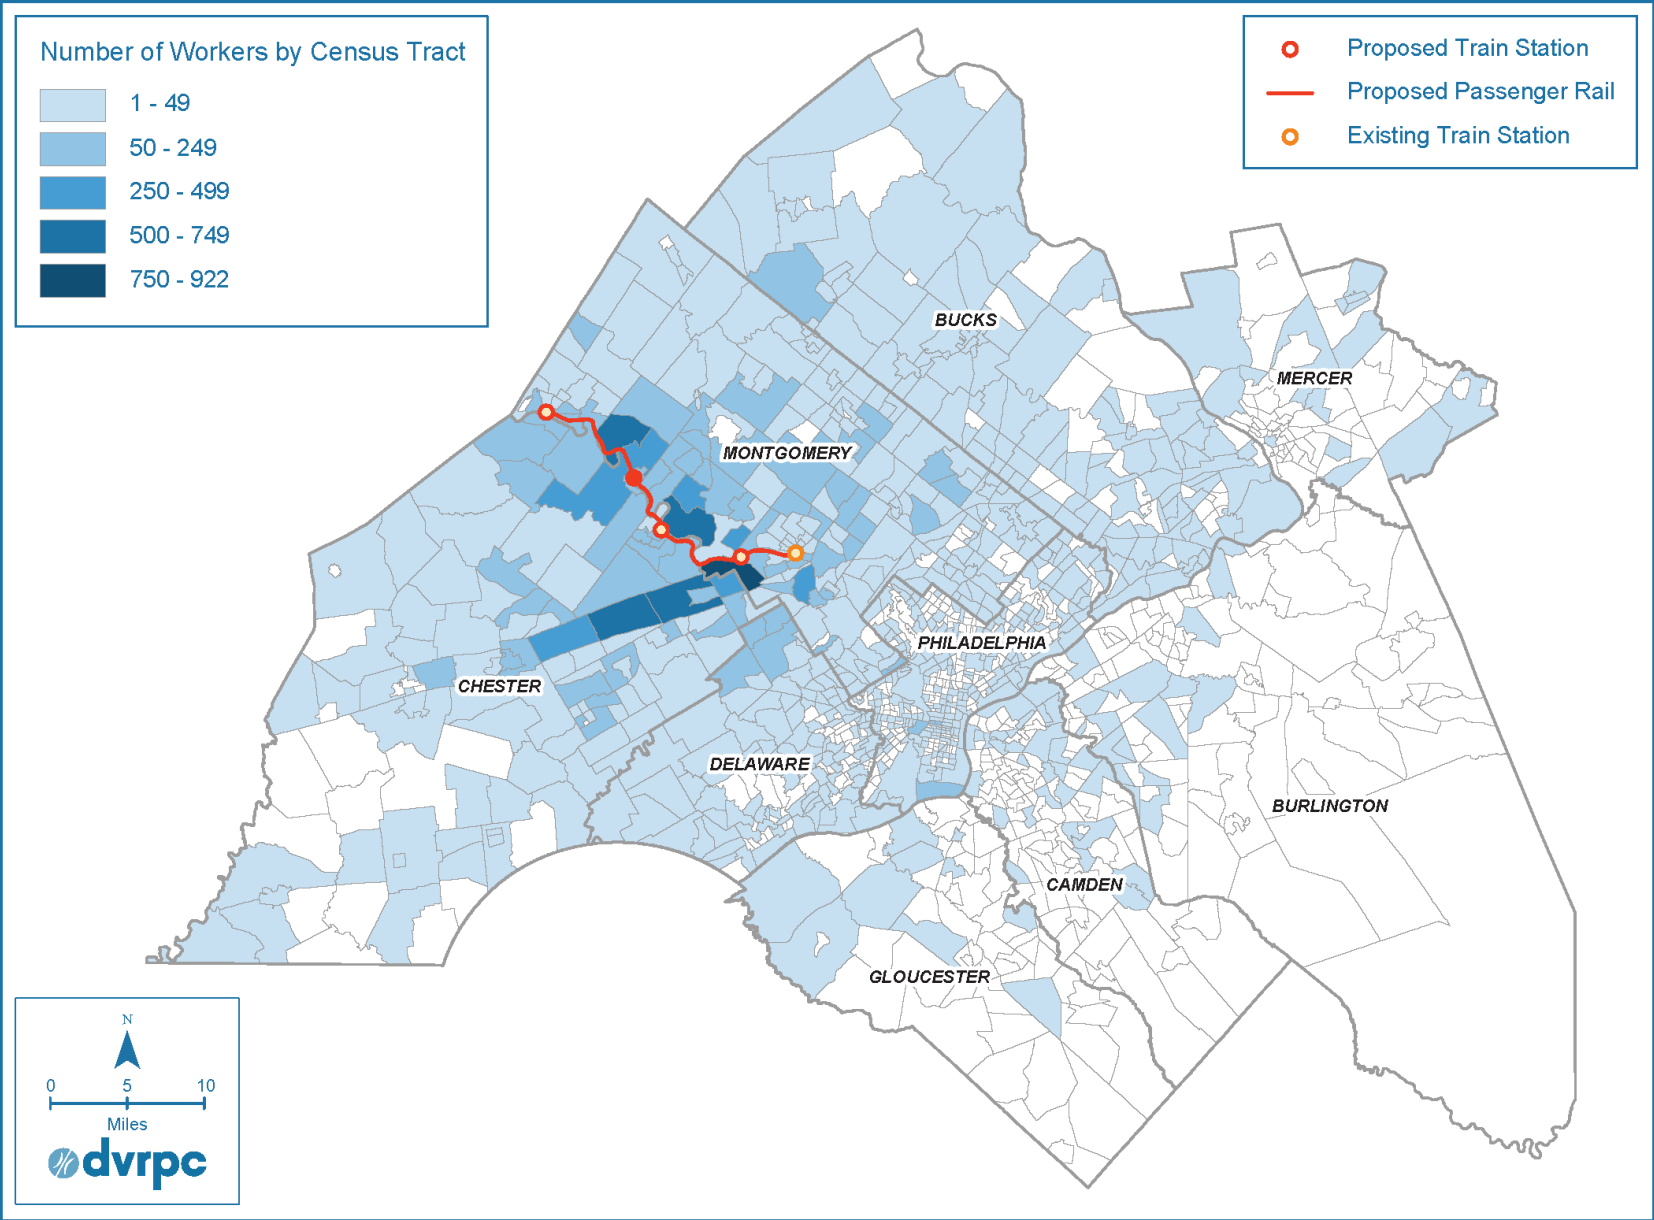 Number of Workers by Census Tract
1 - 49
50 - 249
250 - 499
500 - 749
750 - 922
Proposed Train Station
Proposed Passenger Rail
Existing Train Station
BUCKS
MERCER
MONTGOMERY
PHILADELPHIA
CHESTER
DELAWARE
BURLINGTON
CAMDEN
GLOUCESTER
N
0 5 10
Miles
dvrpc